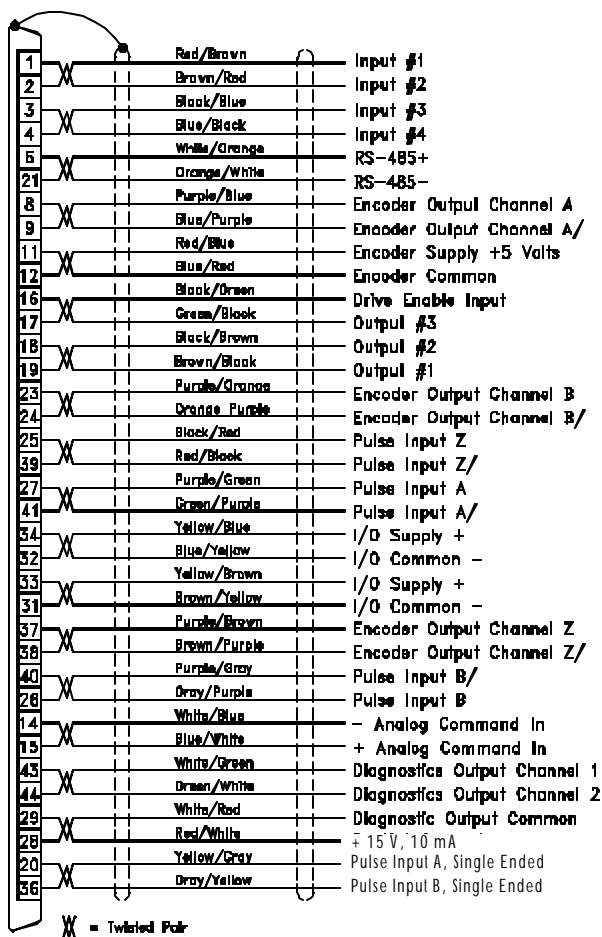 1 Red/Brown Input #1
2 Brown/Red Input #2
3 Black/Blue Input #3
4 Blue/Black Input #4
6 White/Orange RS-485+
21 Orange/White RS-485-
8 Purple/Blue Encoder Output Channel A
9 Blue/Purple Encoder Output Channel A/
11 Red/Blue Encoder Supply +5 Volts
12 Blue/Red Encoder Common
16 Black/Green Drive Enable Input
17 Green/Black Output #3
18 Black/Brown Output #2
19 Brown/Black Output #1
23 Purple/Orange Encoder Output Channel B
24 Orange Purple Encoder Output Channel B/
25 Black/Red Pulse Input Z
39 Red/Black Pulse Input Z/
27 Purple/Green Pulse Input A
41 Green/Purple Pulse Input A/
34 Yellow/Blue I/O Supply +
32 Blue/Yellow I/O Common -
33 Yellow/Brown I/O Supply +
31 Brown/Yellow I/O Common -
37 Purple/Brown Encoder Output Channel Z
38 Brown/Purple Encoder Output Channel Z/
40 Purple/Gray Pulse Input B/
26 Gray/Purple Pulse Input B
14 White/Blue - Analog Command In
15 Blue/White + Analog Command In
43 White/Green Diagnostics Output Channel 1
44 Green/White Diagnostics Output Channel 2
29 White/Red Diagnostic Output Common
28 Red/White + 15 V, 10 mA
20 Yellow/Gray Pulse Input A, Single Ended
36 Gray/Yellow Pulse Input B, Single Ended
= Twisted Pair